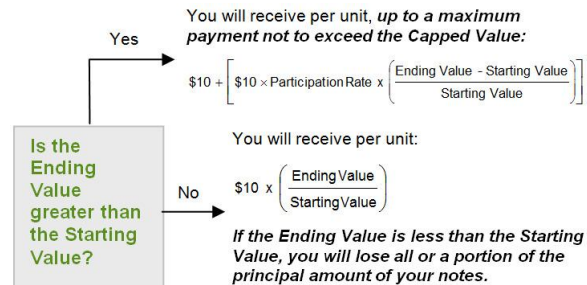 You will receive per unit, up to a maximum
payment not to exceed the Capped Value:
Yes
$10 + [ $10 × Participation Rate x ( Ending Value - Starting Value / Starting Value ) ]
Is the
Ending
Value
greater than
the Starting
Value?
You will receive per unit:
No
$10 x ( Ending Value / Starting Value )
If the Ending Value is less than the Starting
Value, you will lose all or a portion of the
principal amount of your notes.